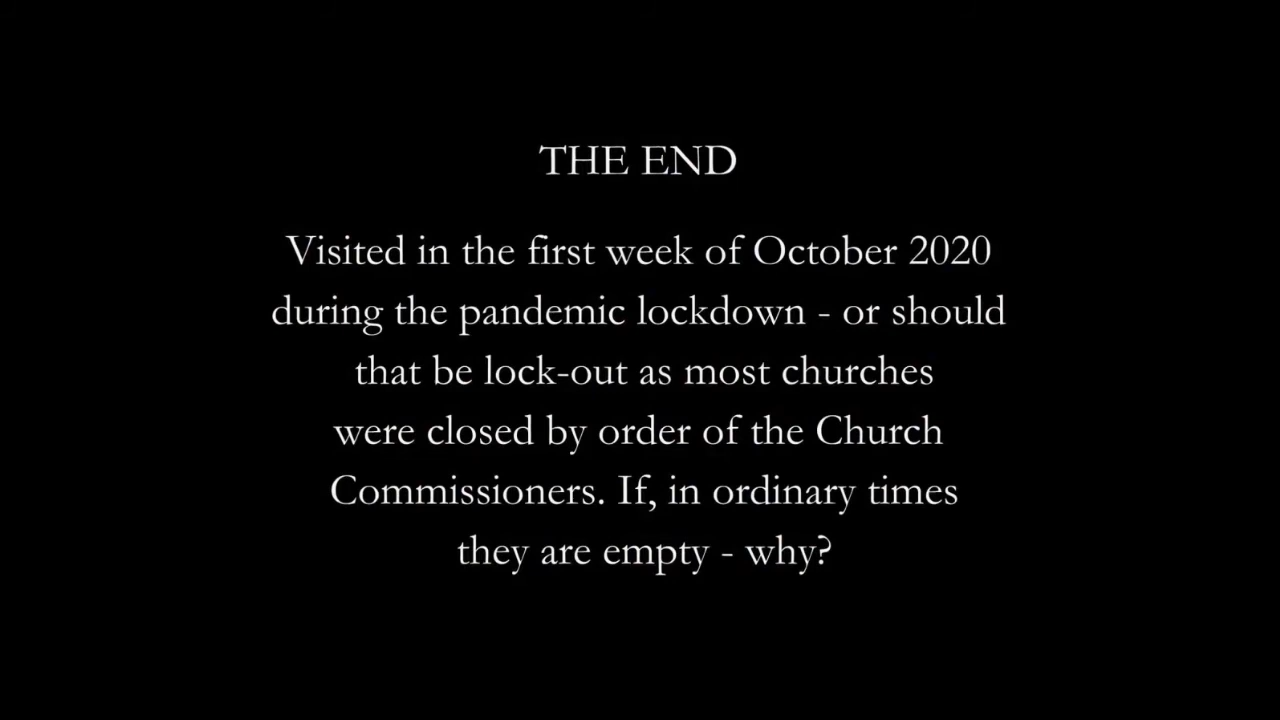 THE END
Visited in the first week of October 2020
during the pandemic lockdown - or should
that be lock-out as most churches
were closed by order of the Church
Commissioners. If, in ordinary times
they are empty - why?